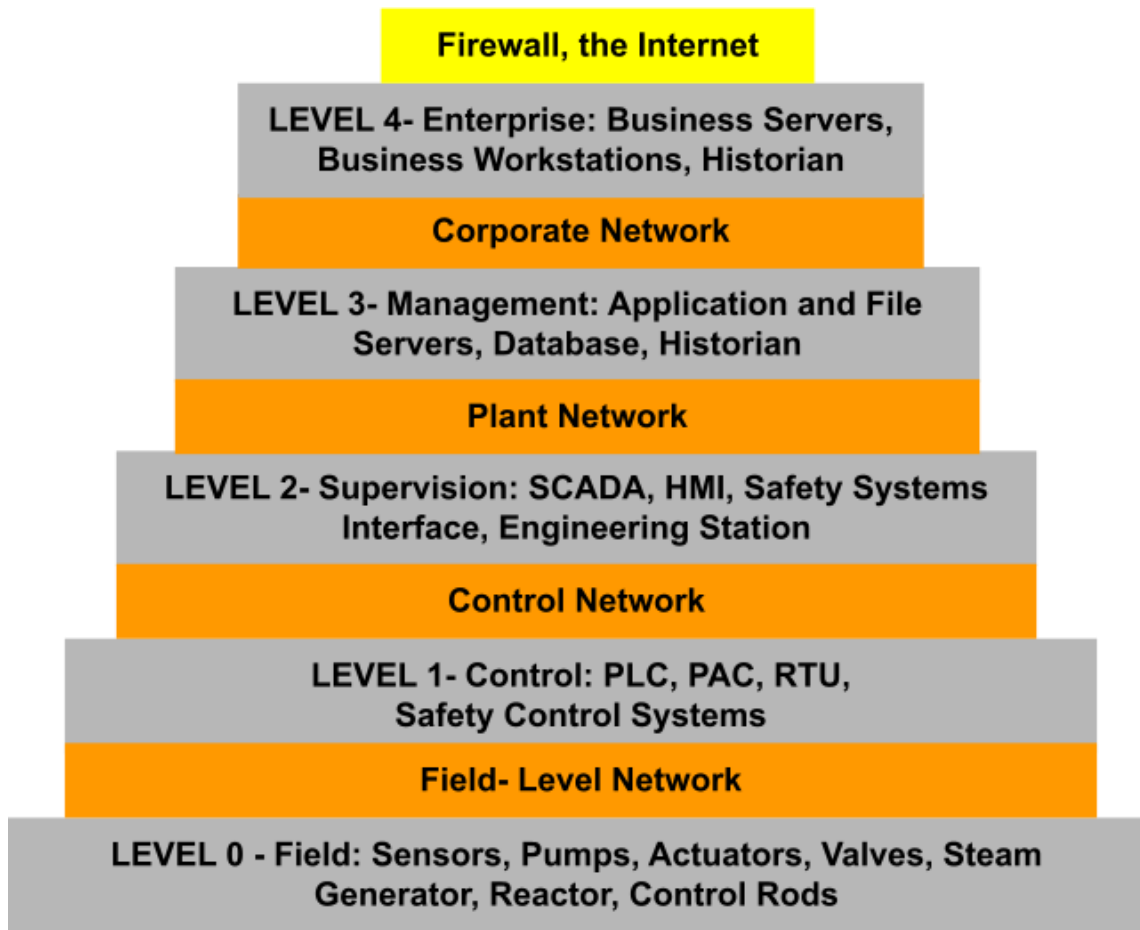 Firewall, the Internet
LEVEL 4- Enterprise: Business Servers,
Business Workstations, Historian
Corporate Network
LEVEL 3- Management: Application and File
Servers, Database, Historian
Plant Network
LEVEL 2- Supervision: SCADA, HMI, Safety Systems
Interface, Engineering Station
Control Network
LEVEL 1- Control: PLC, PAC, RTU,
Safety Control Systems
Field- Level Network
LEVEL 0 - Field: Sensors, Pumps, Actuators, Valves, Steam
Generator, Reactor, Control Rods